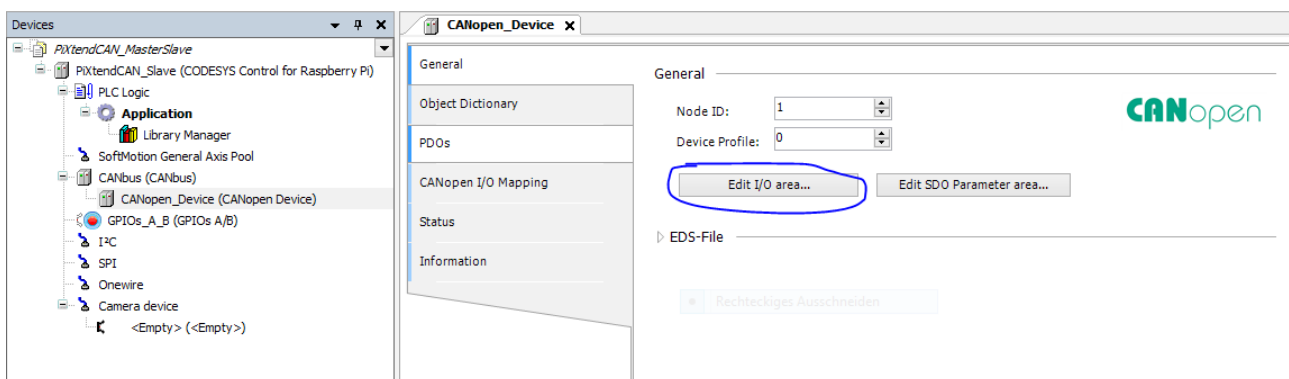 Devices
PiXtendCAN_MasterSlave
PiXtendCAN_Slave (CODESYS Control for Raspberry Pi)
PLC Logic
Application
Library Manager
SoftMotion General Axis Pool
CANbus (CANbus)
CANopen_Device (CANopen Device)
GPIOs_A_B (GPIOs A/B)
I²C
SPI
Onewire
Camera device
<Empty> (<Empty>)
CANopen_Device
General
Object Dictionary
PDOs
CANopen I/O Mapping
Status
Information
General
Node ID: 1
Device Profile: 0
CANopen
Edit I/O area... Edit SDO Parameter area...
EDS-File
Rechteckiges Ausschneiden